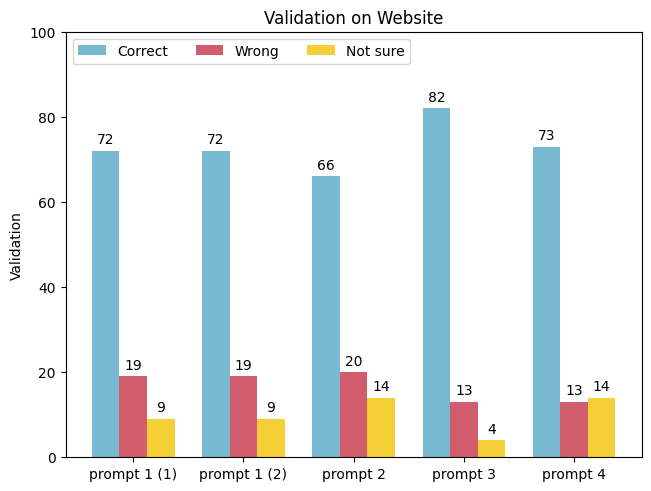 Validation on Website
Correct Wrong Not sure
Validation
100
80
60
40
20
0
72 19 9
72 19 9
66 20 14
82 13 4
73 13 14
prompt 1 (1) prompt 1 (2) prompt 2 prompt 3 prompt 4